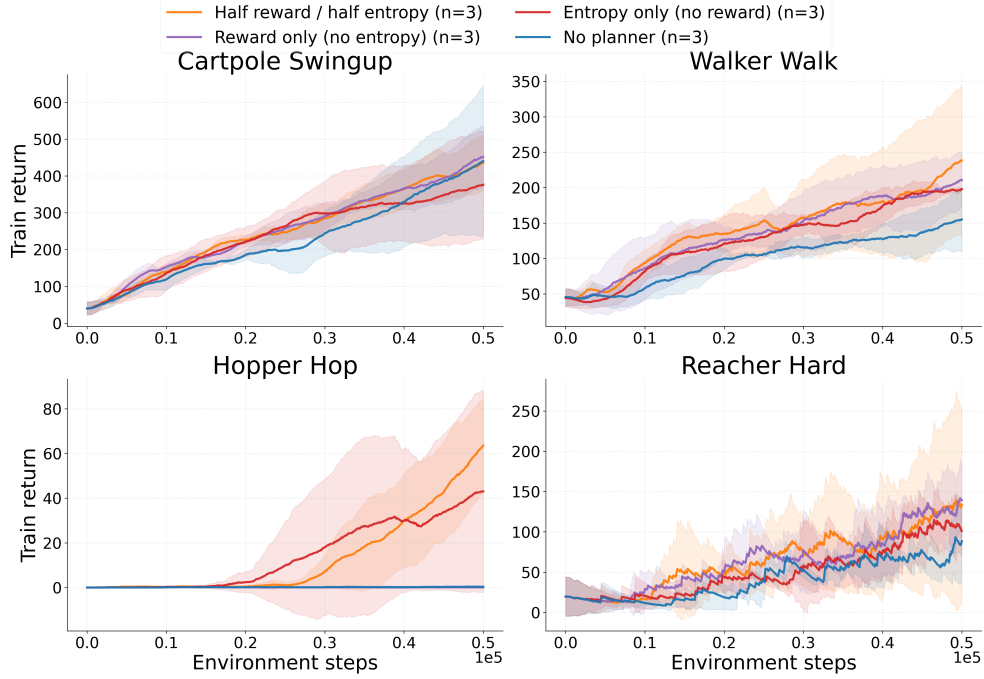 Half reward / half entropy (n=3) Entropy only (no reward) (n=3)
Reward only (no entropy) (n=3) No planner (n=3)
Cartpole Swingup Walker Walk
Train return
600
500
400
300
200
100
0
0.0 0.1 0.2 0.3 0.4 0.5
350
300
250
200
150
100
50
0.0 0.1 0.2 0.3 0.4 0.5
Hopper Hop Reacher Hard
Train return
80
60
40
20
0
0.0 0.1 0.2 0.3 0.4 0.5
1e5
Environment steps
250
200
150
100
50
0
0.0 0.1 0.2 0.3 0.4 0.5
1e5
Environment steps